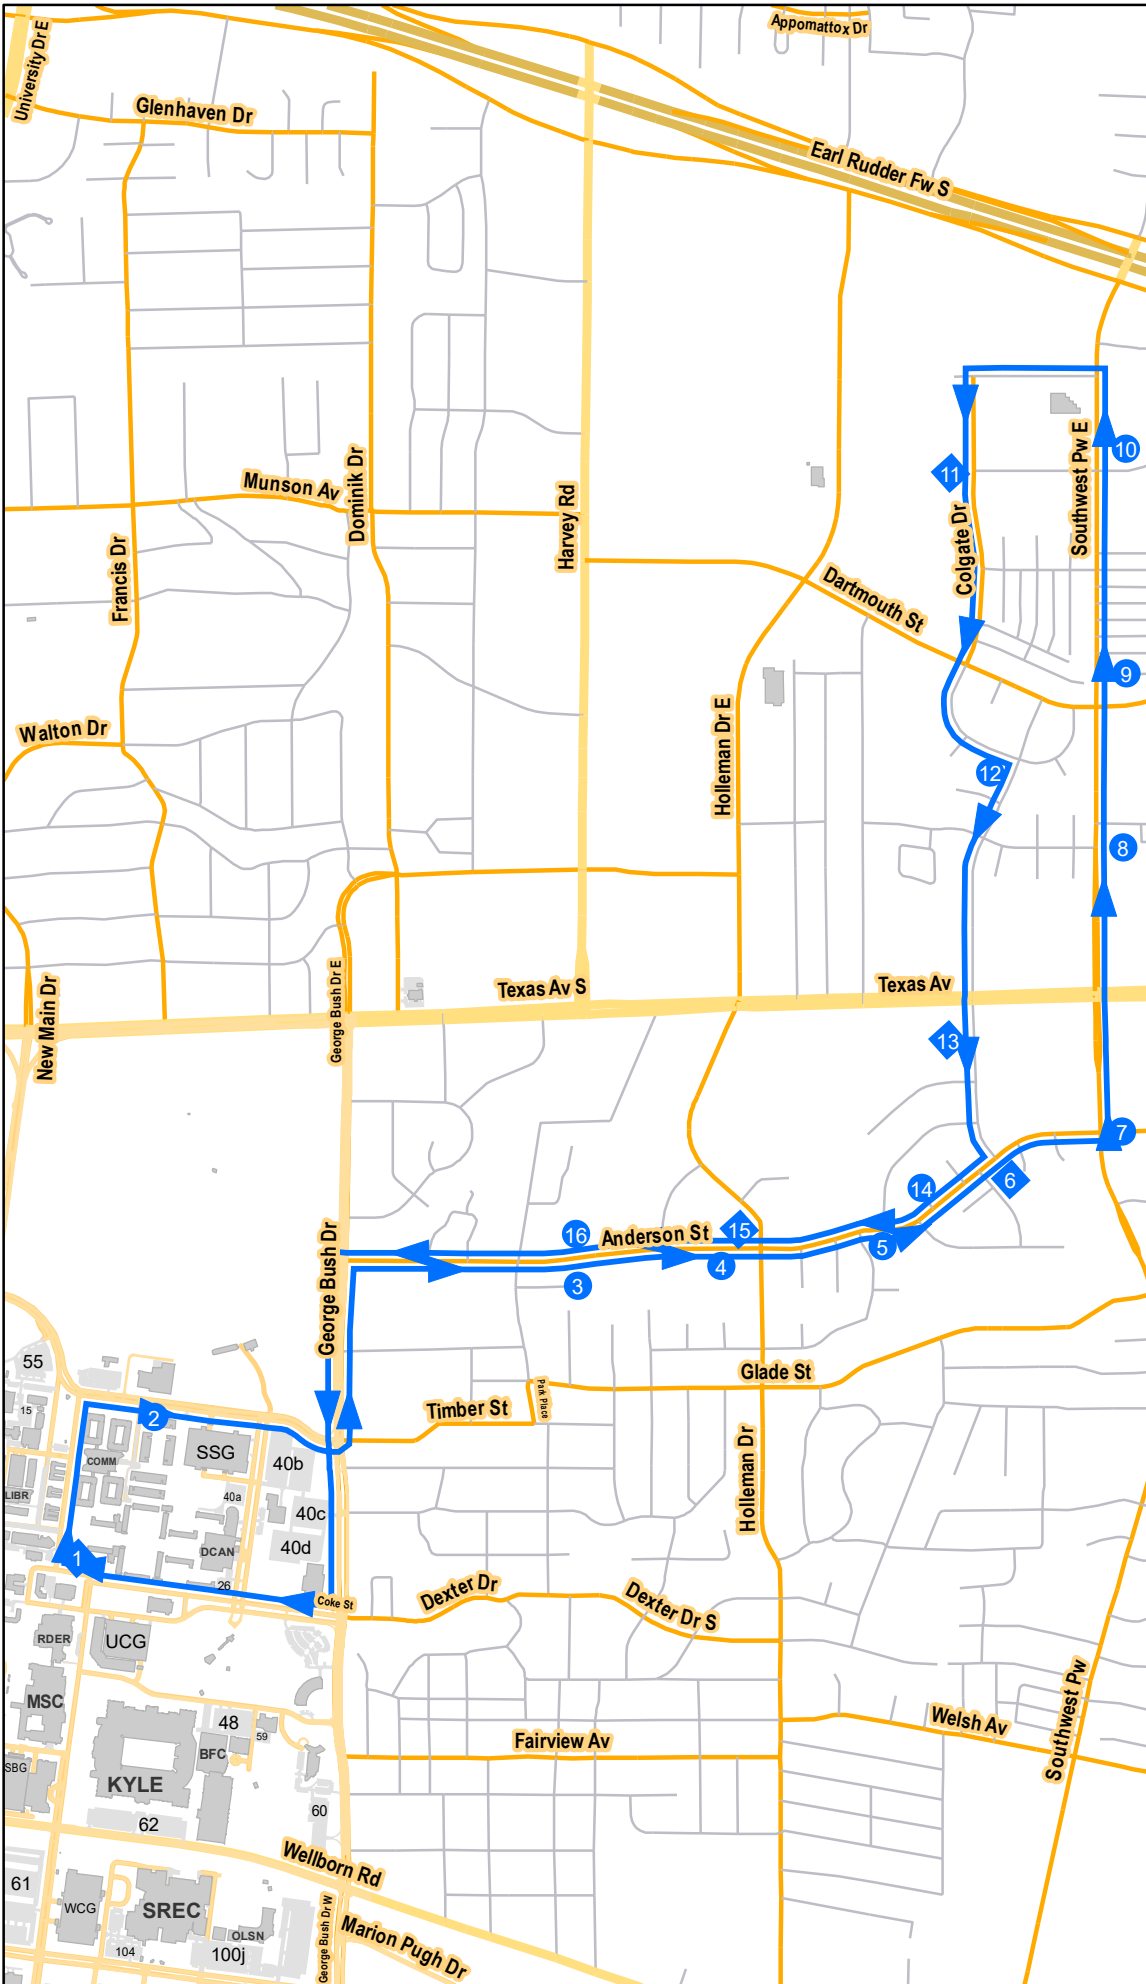 Appomattox Dr
University Dr E
Glenhaven Dr
Earl Rudder Fw S
Southwest Pw E
10
11
Munson Av
Dominik Dr
Harvey Rd
Colgate Dr
Francis Dr
Dartmouth St
9
Walton Dr
Holleman Dr E
12
8
Texas Av S
Texas Av
New Main Dr
George Bush Dr E
13
7
6
14
15
16
Anderson St
5
4
3
George Bush Dr
55
Glade St
Park Place
15
Timber St
2
SSG
40b
COMM
LIBR
40a
40c
Holleman Dr
40d
DCAN
1
26
Coke St
Dexter Dr
Dexter Dr S
RDER
UCG
MSC
48
59
Welsh Av
Southwest Pw
Fairview Av
BFC
SBG
KYLE
60
62
Wellborn Rd
61
WCG
SREC
George Bush Dr W
OLSN
Marion Pugh Dr
104
100j